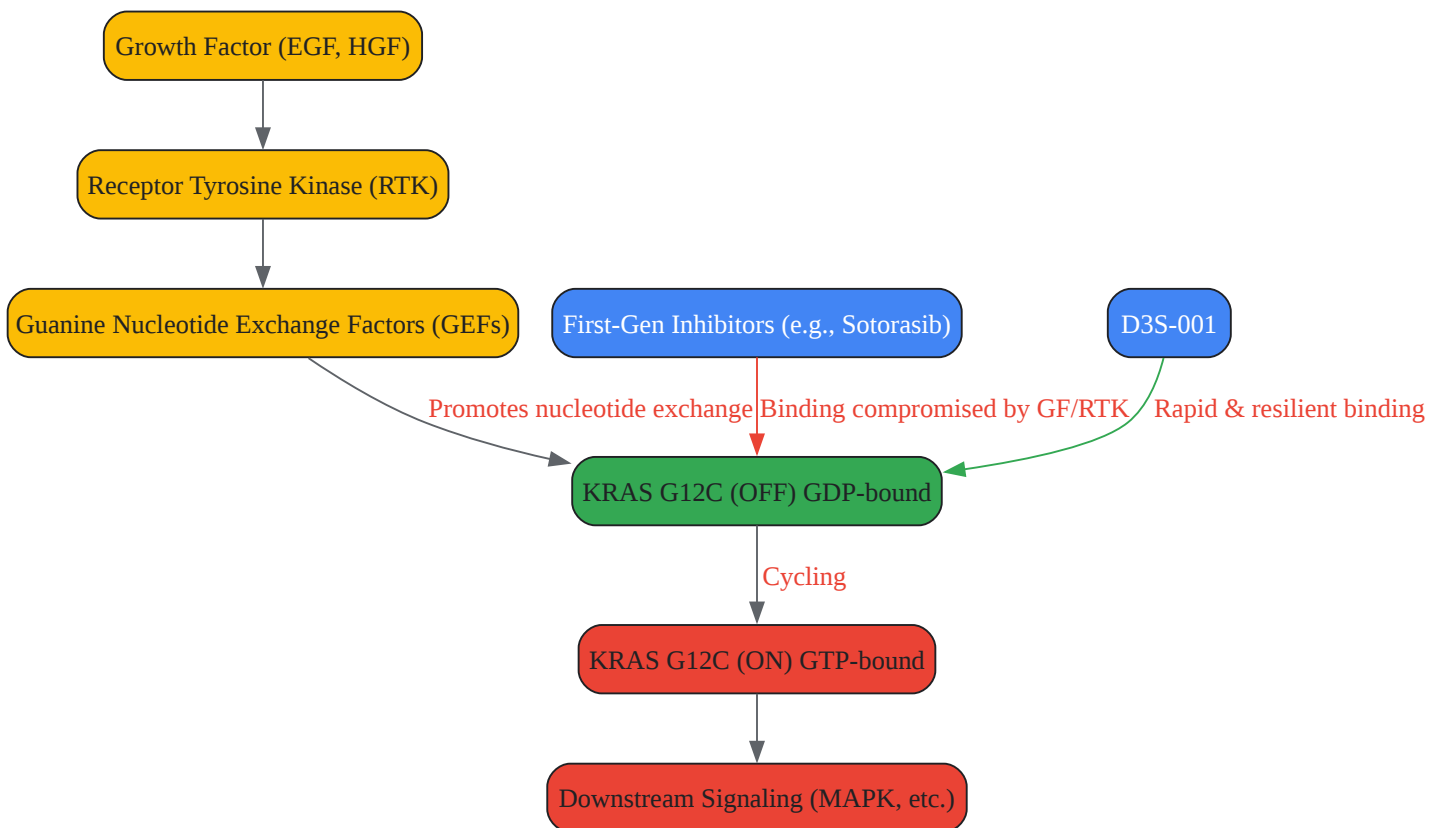 Growth Factor (EGF, HGF)
Receptor Tyrosine Kinase (RTK)
Guanine Nucleotide Exchange Factors (GEFs)
First-Gen Inhibitors (e.g., Sotorasib)
D3S-001
Promotes nucleotide exchange
Binding compromised by GF/RTK
Rapid & resilient binding
KRAS G12C (OFF) GDP-bound
Cycling
KRAS G12C (ON) GTP-bound
Downstream Signaling (MAPK, etc.)